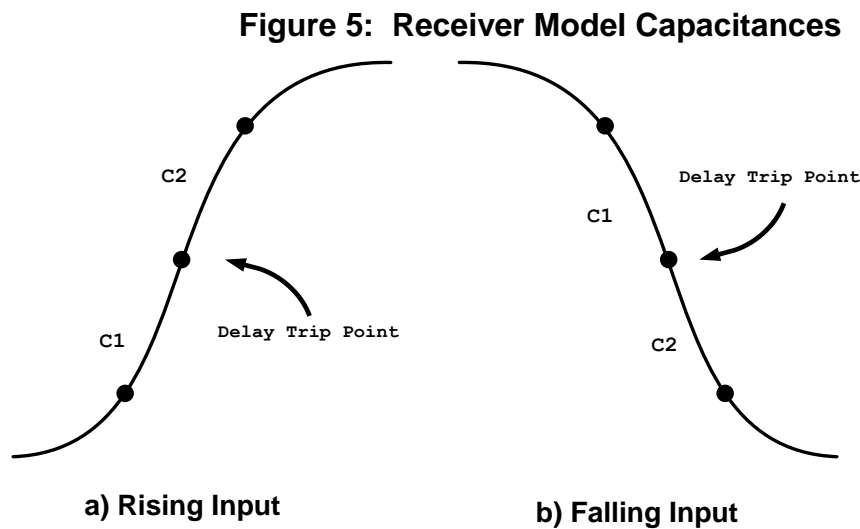 Figure 5: Receiver Model Capacitances
C2
C1
Delay Trip Point
a) Rising Input
Delay Trip Point
C1
C2
b) Falling Input